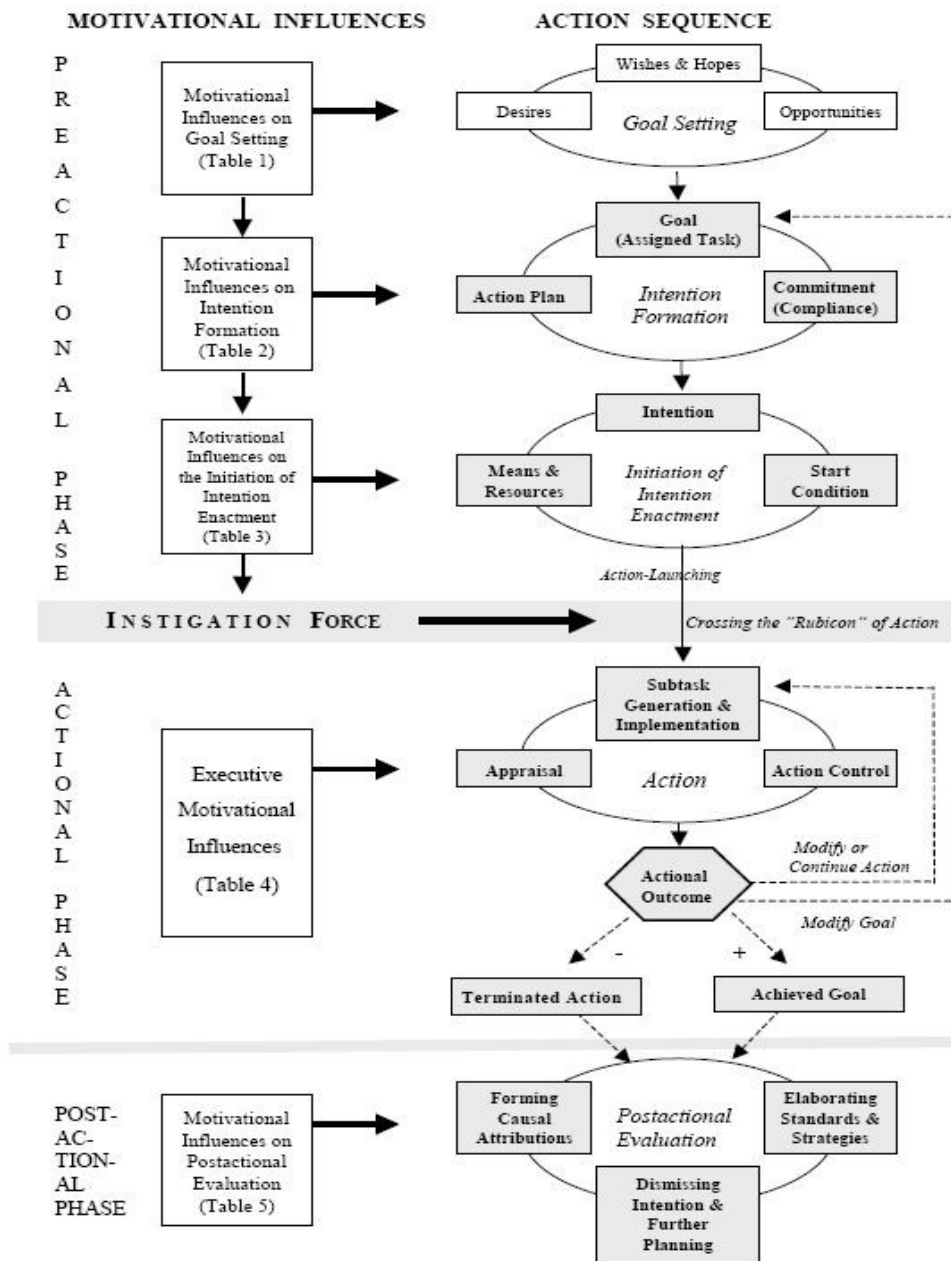 MOTIVATIONAL INFLUENCES
ACTION SEQUENCE
PREACTIONAL PHASE
Motivational
Influences on
Goal Setting
(Table 1)
Wishes & Hopes
Desires
Goal Setting
Opportunities
Motivational
Influences on
Intention
Formation
(Table 2)
Goal
(Assigned Task)
Action Plan
Intention
Formation
Commitment
(Compliance)
Motivational
Influences on
the Initiation of
Intention
Enactment
(Table 3)
Intention
Means &
Resources
Initiation of
Intention
Enactment
Start
Condition
Action-Launching
INSTIGATION FORCE
Crossing the "Rubicon" of Action
ACTIONAL PHASE
Executive
Motivational
Influences
(Table 4)
Subtask
Generation &
Implementation
Appraisal
Action
Action Control
Actional
Outcome
Modify or
Continue Action
Modify Goal
-
+
Terminated Action
Achieved Goal
POST-
AC-
TION-
AL
PHASE
Motivational
Influences on
Postactional
Evaluation
(Table 5)
Forming
Causal
Attributions
Postactional
Evaluation
Elaborating
Standards &
Strategies
Dismissing
Intention &
Further
Planning